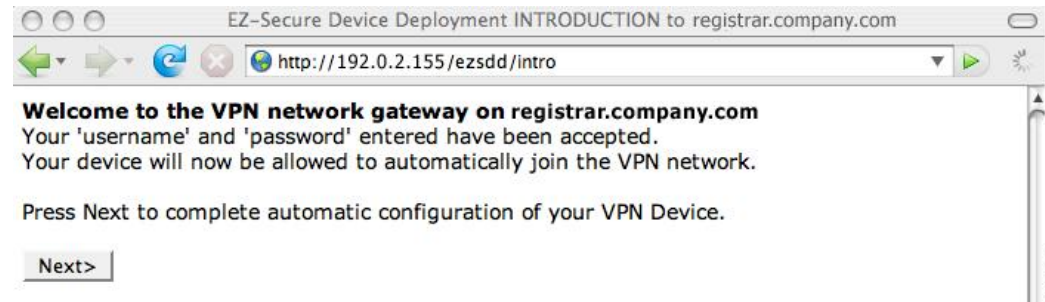 EZ-Secure Device Deployment INTRODUCTION to registrar.company.com
http://192.0.2.155/ezsdd/intro
Welcome to the VPN network gateway on registrar.company.com
Your 'username' and 'password' entered have been accepted.
Your device will now be allowed to automatically join the VPN network.
Press Next to complete automatic configuration of your VPN Device.
Next>